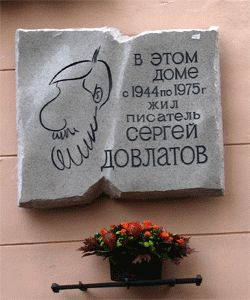 В ЭТОМ
ДОМЕ
с 1944 по 1975 г
ЖИЛ
ПИСАТЕЛЬ
СЕРГЕЙ
ДОВЛАТОВ